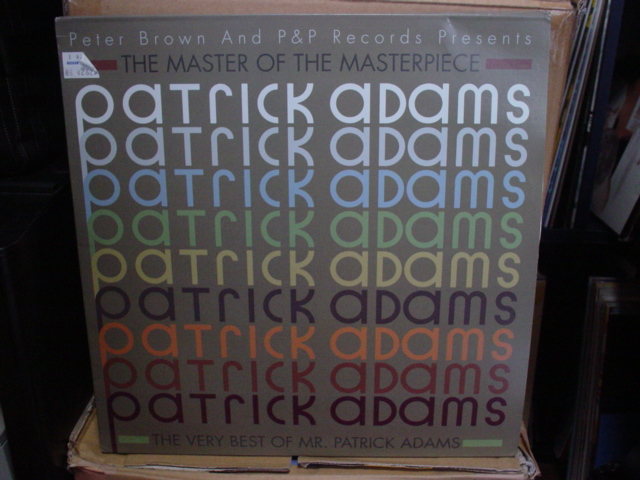 Peter Brown And P&P Records Presents
THE MASTER OF THE MASTERPIECE
patrick adams
patrick adams
patrick adams
patrick adams
patrick adams
patrick adams
patrick adams
patrick adams
patrick adams
THE VERY BEST OF MR. PATRICK ADAMS